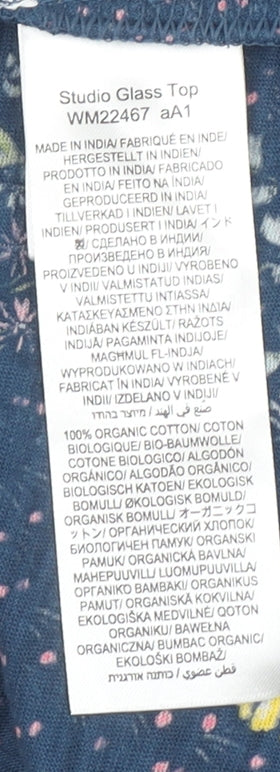 Studio Glass Top
WM22467 aA1
MADE IN INDIA/ FABRIQUÉ EN INDE/
HERGESTELLT IN INDIEN/
PRODOTTO IN INDIA/ FABRICADO
EN INDIA/ FEITO NA ÍNDIA/
GEPRODUCEERD IN INDIA/
TILLVERKAD I INDIEN/ LAVET I
INDIEN/ PRODUSERT I INDIA/ インド
製/ СДЕЛАНО В ИНДИИ/
ПРОИЗВЕДЕНО В ИНДИЯ/
PROIZVEDENO U INDIJI/ VYROBENO
V INDII/ VALMISTATUD INDIAS/
VALMISTETTU INTIASSA/
ΚΑΤΑΣΚΕΥΑΣΜΕΝΟ ΣΤΗΝ ΙΝΔΙΑ/
INDIÁBAN KÉSZÜLT/ RAŽOTS
INDIJĀ/ PAGAMINTA INDIJOJE/
MAGĦMUL FL-INDJA/
WYPRODUKOWANO W INDIACH/
FABRICAT ÎN INDIA/ VYROBENÉ V
INDII/ IZDELANO V INDIJI/
صنع في الهند / מיוצר בהודו
100% ORGANIC COTTON/ COTON
BIOLOGIQUE/ BIO-BAUMWOLLE/
COTONE BIOLOGICO/ ALGODÓN
ORGÁNICO/ ALGODÃO ORGÂNICO/
BIOLOGISCH KATOEN/ EKOLOGISK
BOMULL/ ØKOLOGISK BOMULD/
ORGANISK BOMULL/ オーガニックコ
ットン/ ОРГАНИЧЕСКИЙ ХЛОПОК/
БИОЛОГИЧЕН ПАМУК/ ORGANSKI
PAMUK/ ORGANICKÁ BAVLNA/
MAHEPUUVILL/ LUOMUPUUVILLA/
ΟΡΓΑΝΙΚΟ ΒΑΜΒΑΚΙ/ ORGANIKUS
PAMUT/ ORGANISKĀ KOKVILNA/
EKOLOGIŠKA MEDVILNĖ/ QOTON
ORGANIKU/ BAWEŁNA
ORGANICZNA/ BUMBAC ORGANIC/
EKOLOŠKI BOMBAŽ/
قطن عضوي / כותנה אורגנית